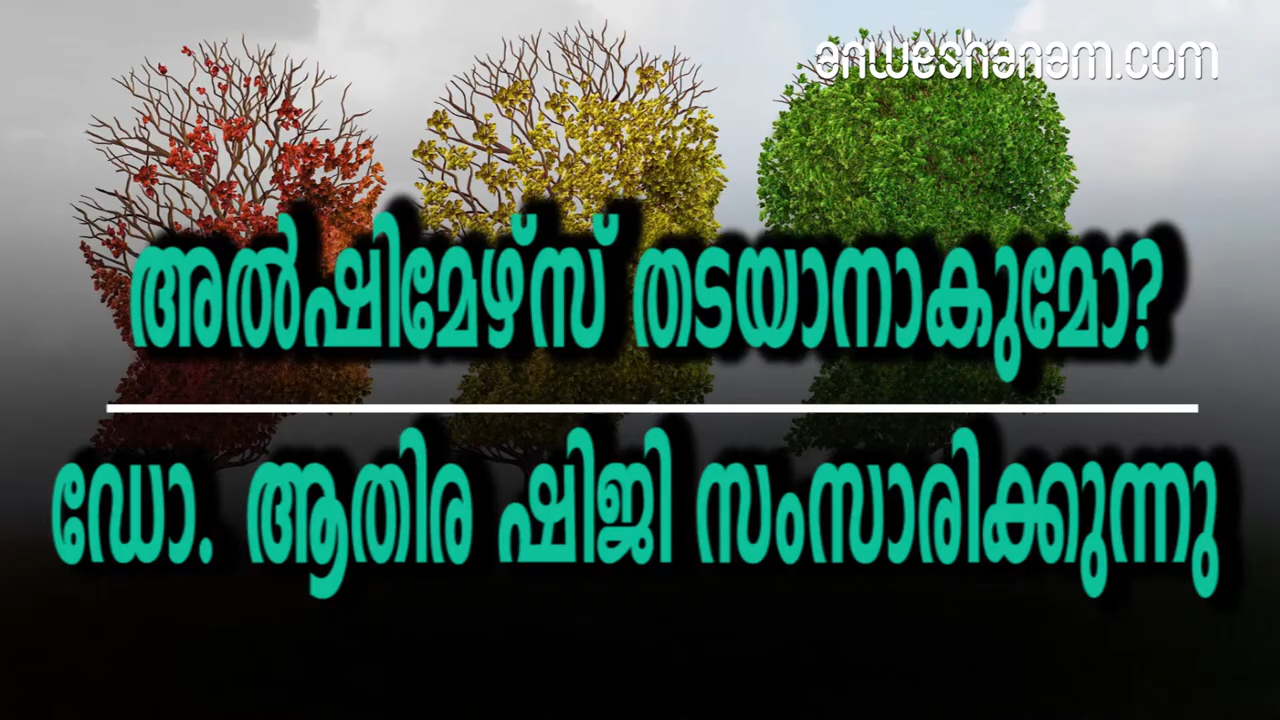 anweshanam.com
അൽഷിമേഴ്സ് തടയാനാകുമോ?
ഡോ. ആതിര ഷിജി സംസാരിക്കുന്നു